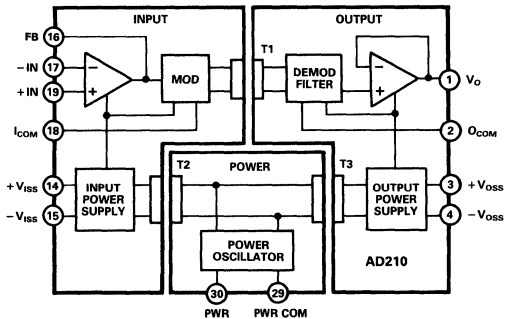 INPUT
OUTPUT
FB 16
-IN 17
+IN 19
I COM 18
MOD
T1
DEMOD
FILTER
1 VO
2 OCOM
T2
POWER
T3
+VISS 14
-VISS 15
INPUT
POWER
SUPPLY
OUTPUT
POWER
SUPPLY
3 +VOSS
4 -VOSS
POWER
OSCILLATOR
AD210
30
29
PWR
PWR COM